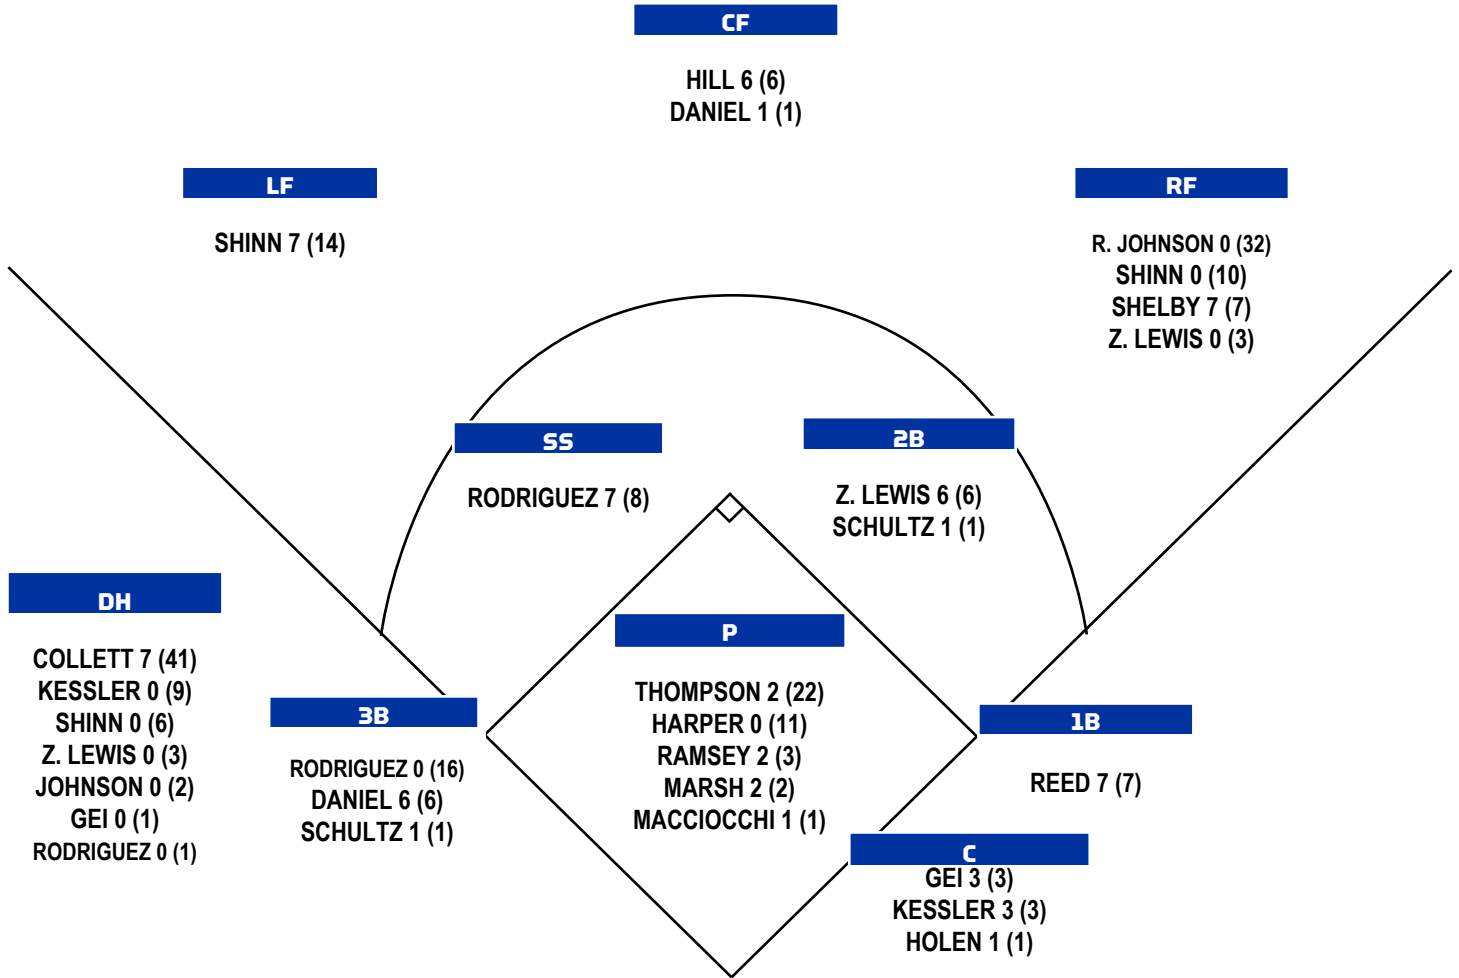 CF
HILL 6 (6)
DANIEL 1 (1)
LF
SHINN 7 (14)
RF
R. JOHNSON 0 (32)
SHINN 0 (10)
SHELBY 7 (7)
Z. LEWIS 0 (3)
SS
RODRIGUEZ 7 (8)
2B
Z. LEWIS 6 (6)
SCHULTZ 1 (1)
DH
COLLETT 7 (41)
KESSLER 0 (9)
SHINN 0 (6)
Z. LEWIS 0 (3)
JOHNSON 0 (2)
GEI 0 (1)
RODRIGUEZ 0 (1)
3B
RODRIGUEZ 0 (16)
DANIEL 6 (6)
SCHULTZ 1 (1)
P
THOMPSON 2 (22)
HARPER 0 (11)
RAMSEY 2 (3)
MARSH 2 (2)
MACCIOCCHI 1 (1)
1B
REED 7 (7)
C
GEI 3 (3)
KESSLER 3 (3)
HOLEN 1 (1)